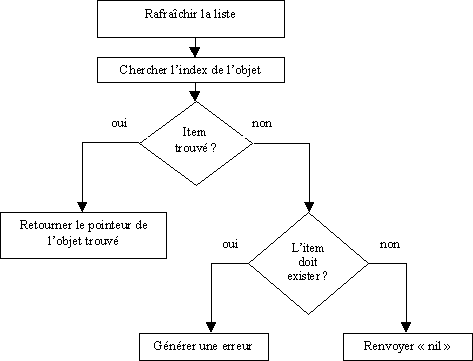 Rafraîchir la liste
Chercher l'index de l'objet
oui
Item
trouvé ?
non
Retourner le pointeur de
l'objet trouvé
oui
L'item
doit
exister ?
non
Générer une erreur
Renvoyer « nil »